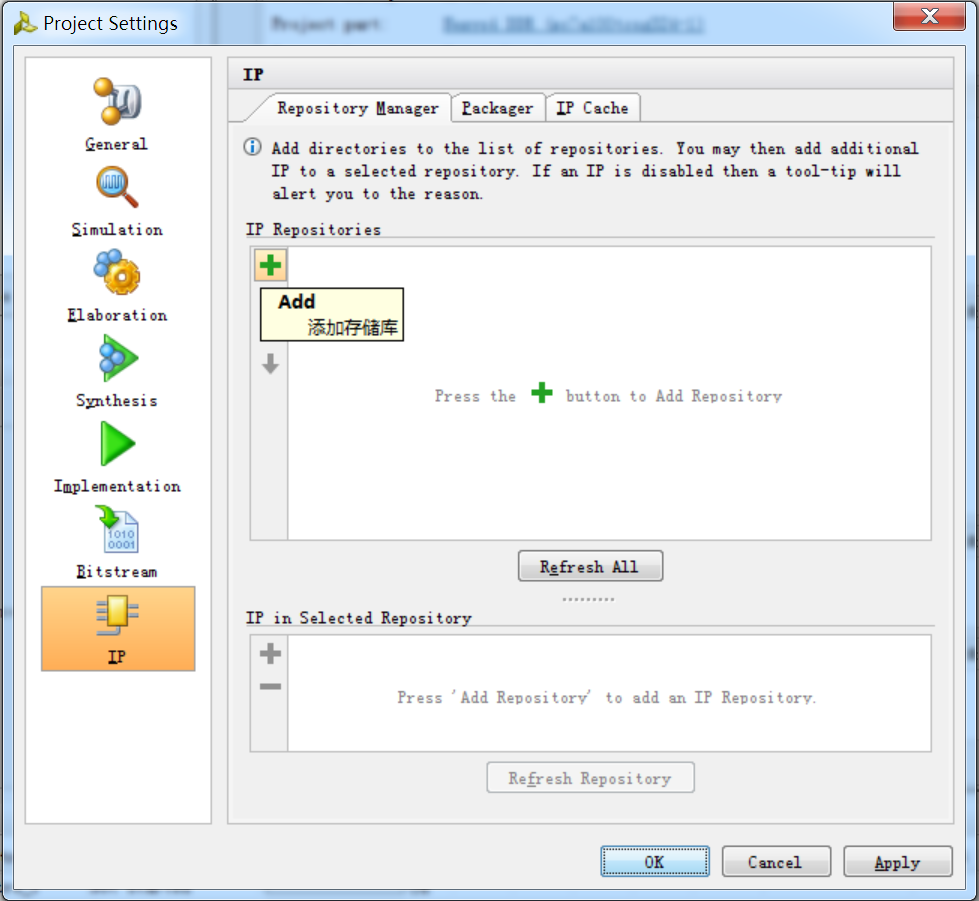 Project Settings
Project part:
General
Simulation
Elaboration
Synthesis
Implementation
1010
0001
Bitstream
IP
IP
Repository Manager
Packager
IP Cache
Add directories to the list of repositories. You may then add additional
IP to a selected repository. If an IP is disabled then a tool-tip will
alert you to the reason.
IP Repositories
Add
添加存储库
Press the + button to Add Repository
Refresh All
IP in Selected Repository
Press 'Add Repository' to add an IP Repository.
Refresh Repository
OK
Cancel
Apply